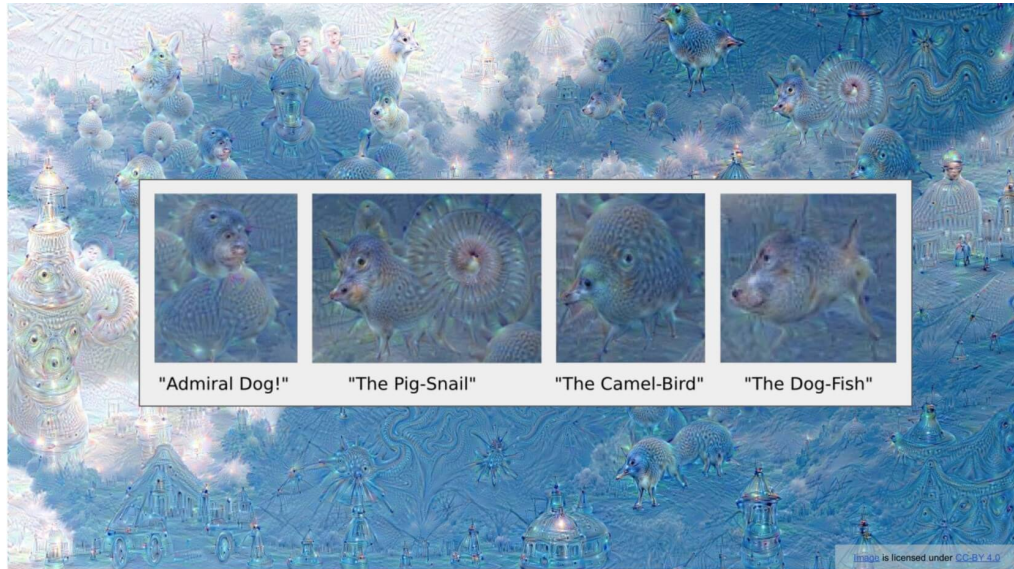 "Admiral Dog!"
"The Pig-Snail"
"The Camel-Bird"
"The Dog-Fish"
Image is licensed under CC-BY 4.0